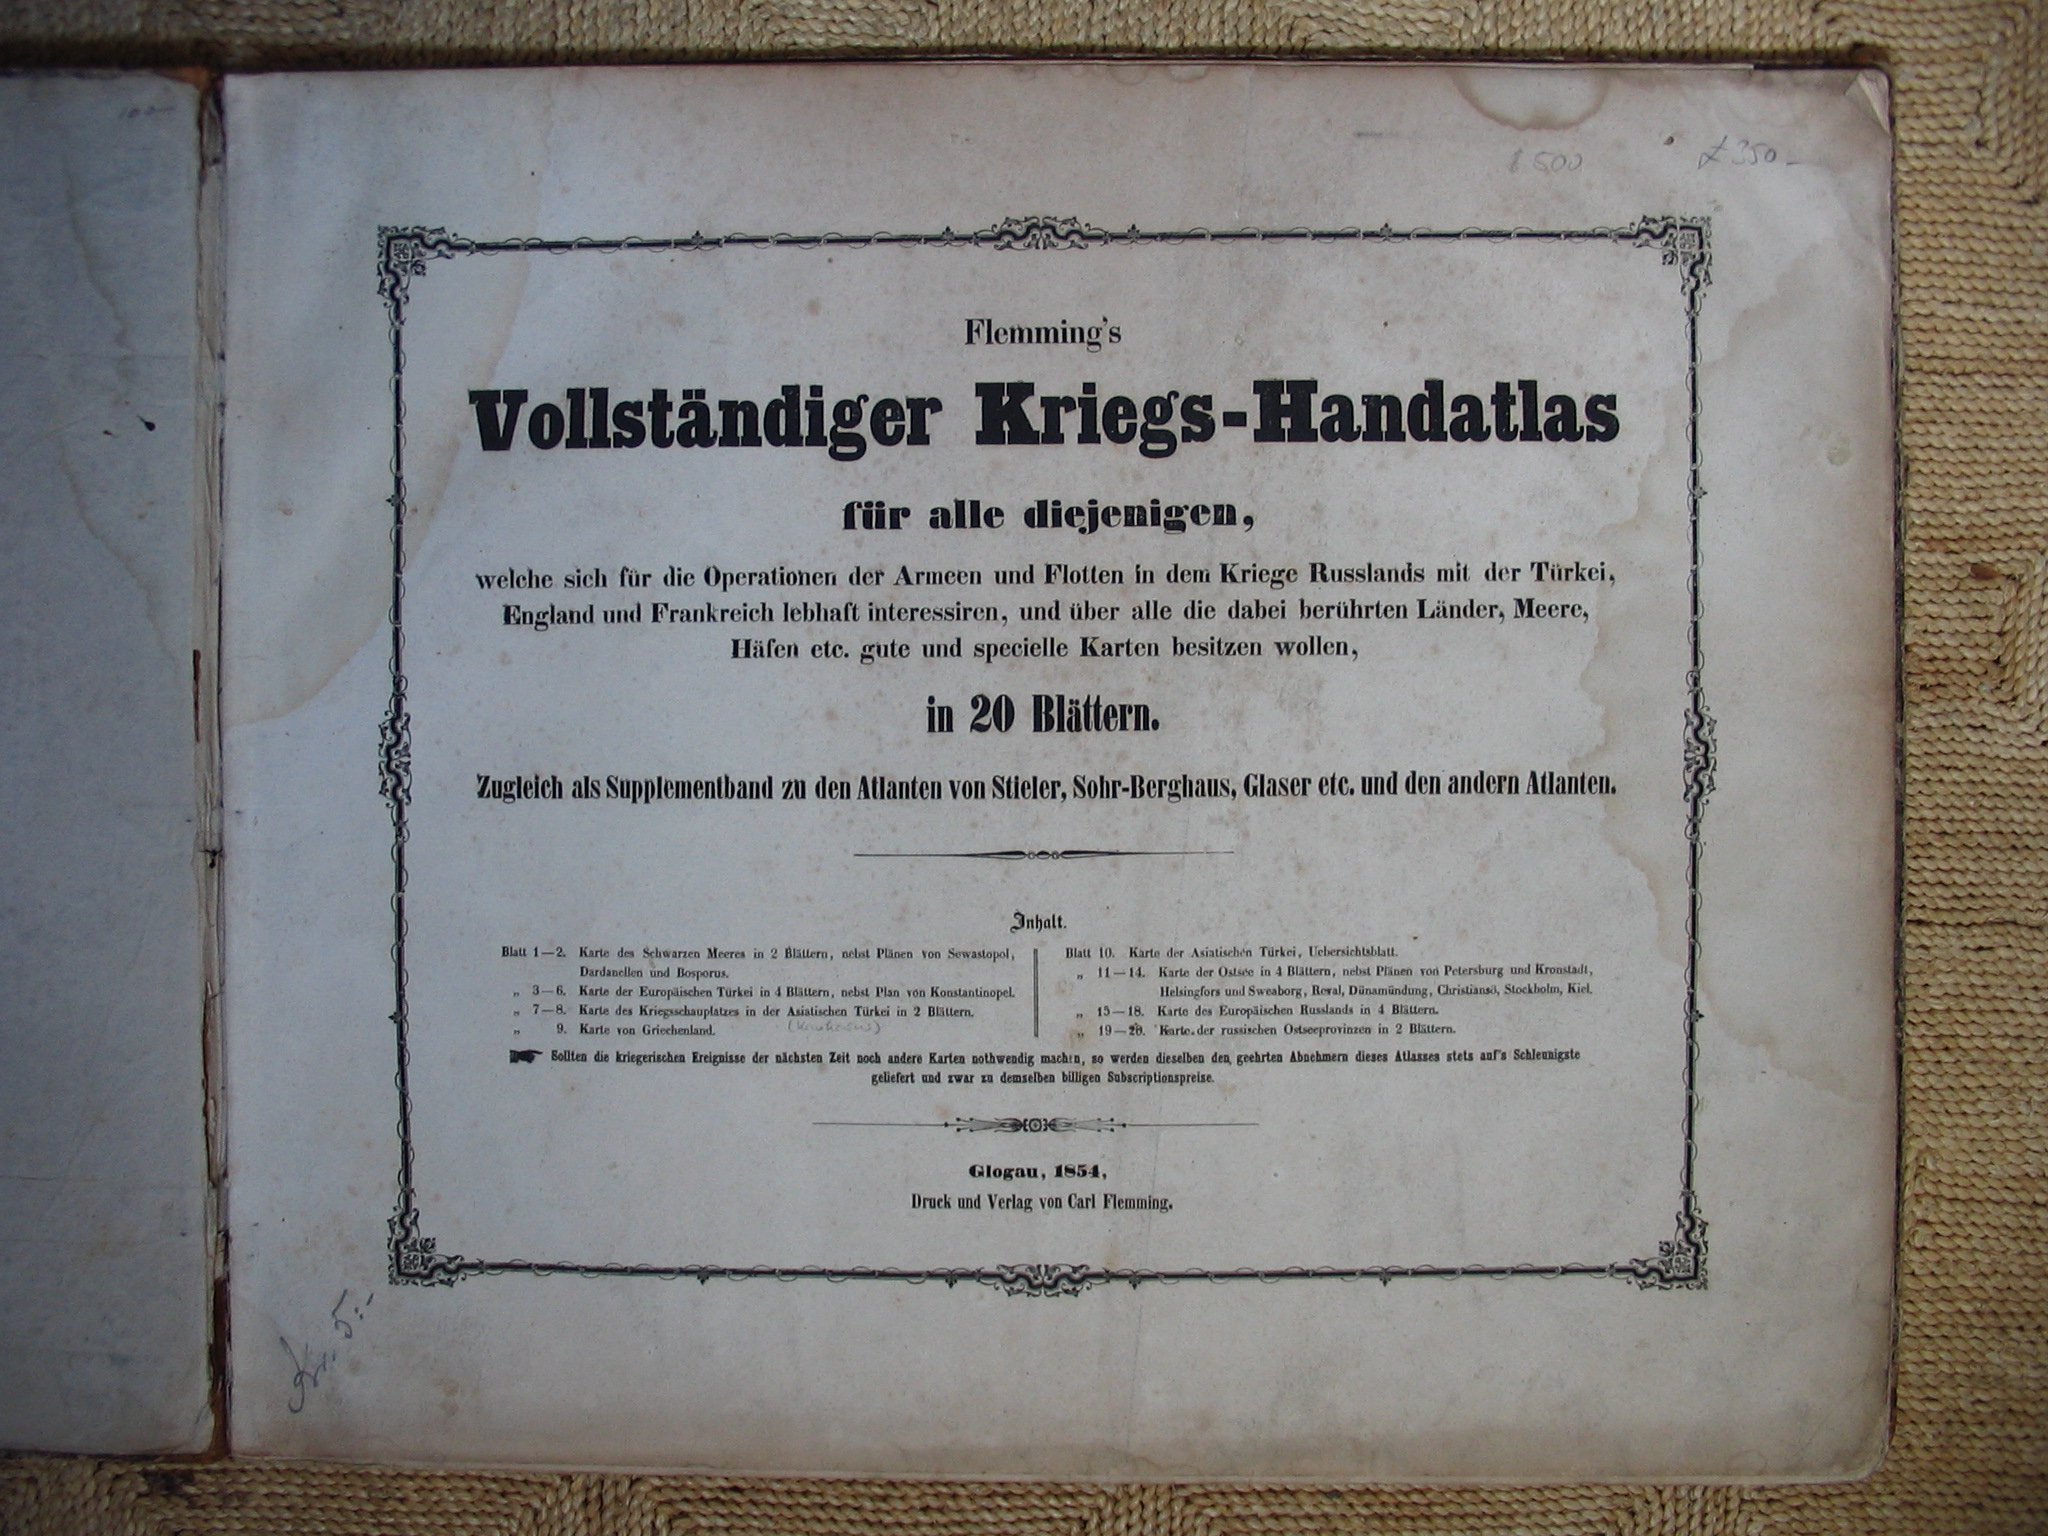 100—
$ 500
£ 350 –
Flemming's
Vollständiger Kriegs-Handatlas
für alle diejenigen,
welche sich für die Operationen der Armeen und Flotten in dem Kriege Russlands mit der Türkei,
England und Frankreich lebhaft interessiren, und über alle die dabei berührten Länder, Meere,
Häfen etc. gute und specielle Karten besitzen wollen,
in 20 Blättern.
Zugleich als Supplementband zu den Atlanten von Stieler, Sohr-Berghaus, Glaser etc. und den andern Atlanten.
Inhalt.
Blatt 1—2. Karte des Schwarzen Meeres in 2 Blättern, nebst Plänen von Sewastopol,
Dardanellen und Bosporus.
„ 3—6. Karte der Europäischen Türkei in 4 Blättern, nebst Plan von Konstantinopel.
„ 7—8. Karte des Kriegsschauplatzes in der Asiatischen Türkei in 2 Blättern.
(Kaukasus)
„ 9. Karte von Griechenland.
Blatt 10. Karte der Asiatischen Türkei, Uebersichtsblatt.
„ 11—14. Karte der Ostsee in 4 Blättern, nebst Plänen von Petersburg und Kronstadt,
Helsingfors und Sweaborg, Reval, Dünamündung, Christiansö, Stockholm, Kiel.
„ 15—18. Karte des Europäischen Russlands in 4 Blättern.
„ 19—20. Karte der russischen Ostseeprovinzen in 2 Blättern.
Sollten die kriegerischen Ereignisse der nächsten Zeit noch andere Karten nothwendig machen, so werden dieselben den geehrten Abnehmern dieses Atlasses stets auf's Schleunigste
geliefert und zwar zu demselben billigen Subscriptionspreise.
Glogau, 1854,
Druck und Verlag von Carl Flemming.
Kr. 5:-